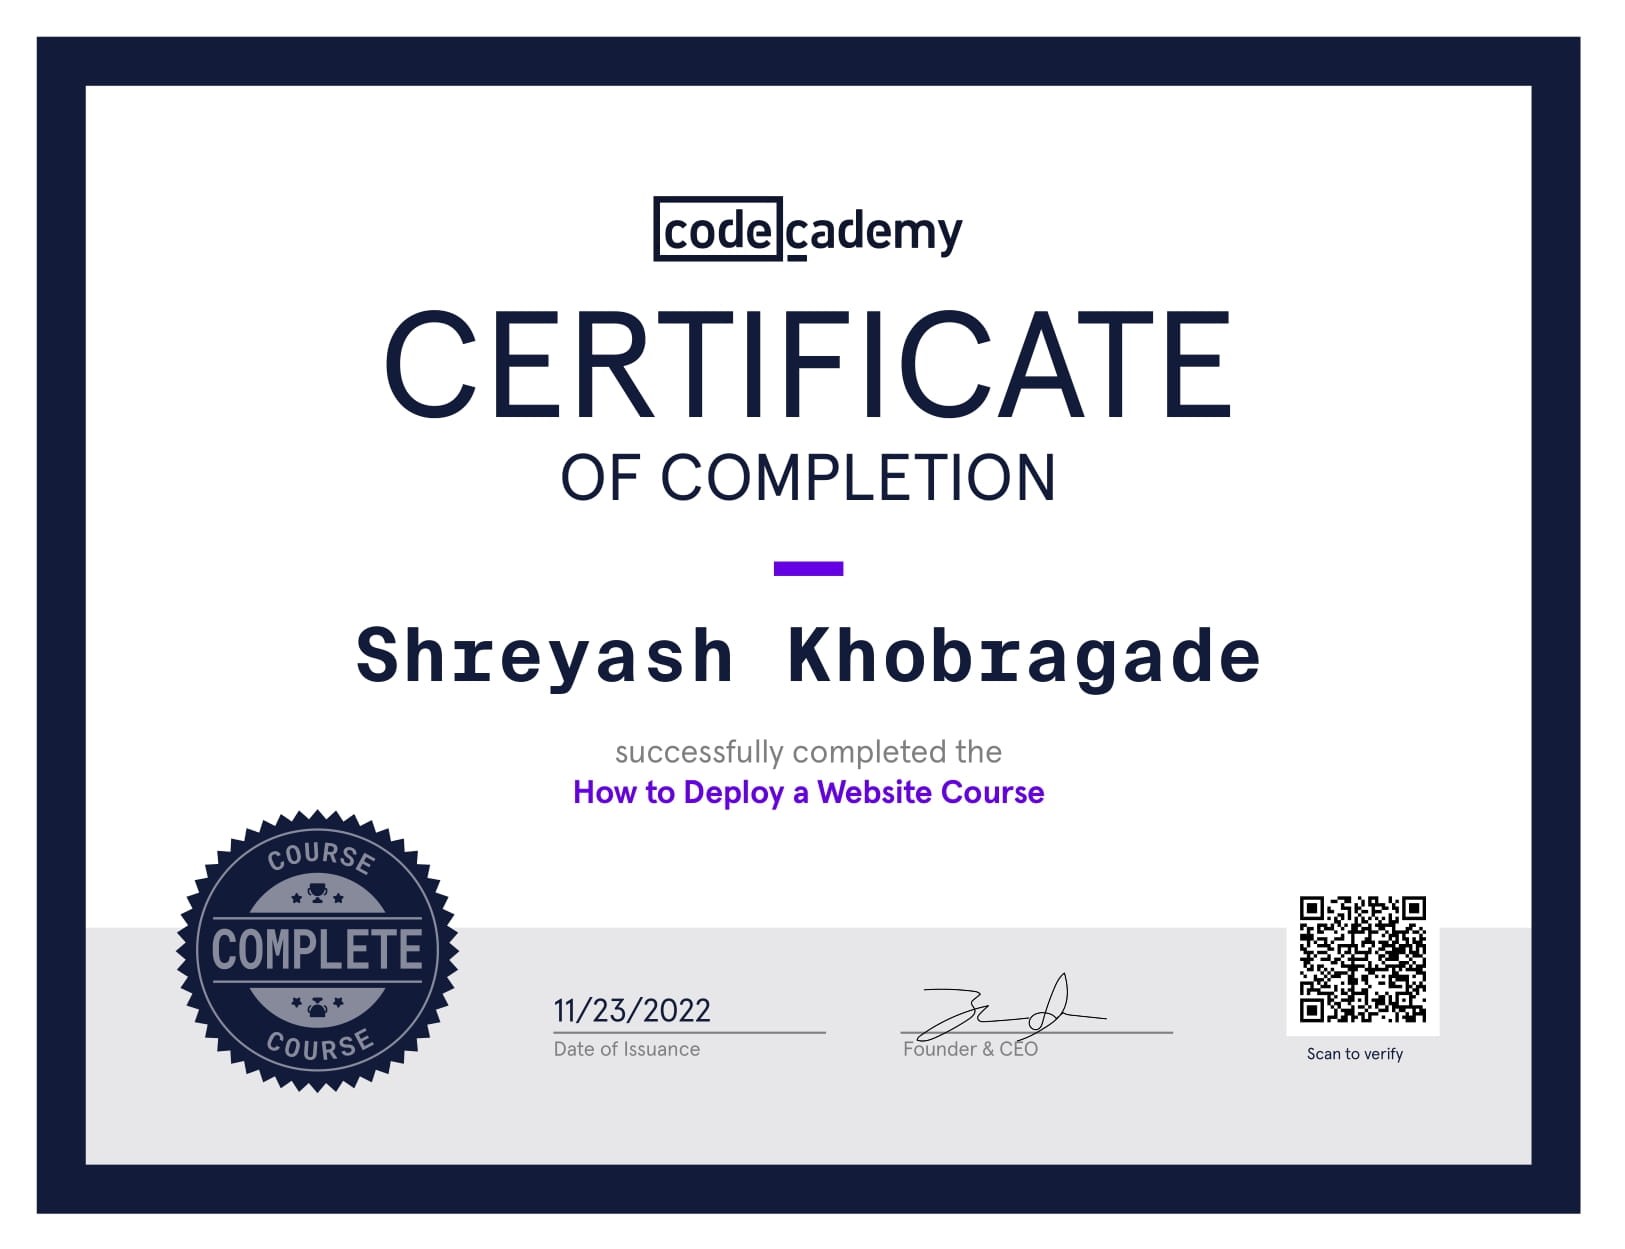 codecademy
CERTIFICATE
OF COMPLETION
Shreyash Khobragade
successfully completed the
How to Deploy a Website Course
COURSE
COMPLETE
COURSE
11/23/2022
Date of Issuance
Founder & CEO
Scan to verify